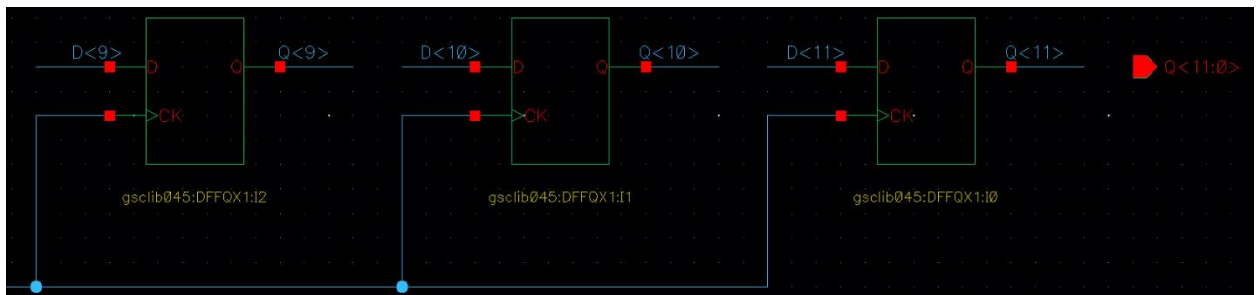 D<9> Q<9> D<10> Q<10> D<11> Q<11>
D Q D Q D Q Q<11:0>
CK CK CK
gsclib045:DFFQX1:I2 gsclib045:DFFQX1:I1 gsclib045:DFFQX1:I0